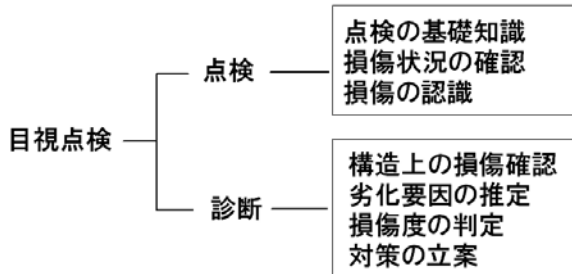 目視点検
点検
点検の基礎知識
損傷状況の確認
損傷の認識
診断
構造上の損傷確認
劣化要因の推定
損傷度の判定
対策の立案